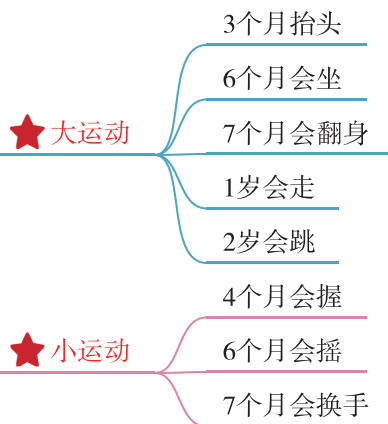 大运动
3个月抬头
6个月会坐
7个月会翻身
1岁会走
2岁会跳
小运动
4个月会握
6个月会摇
7个月会换手